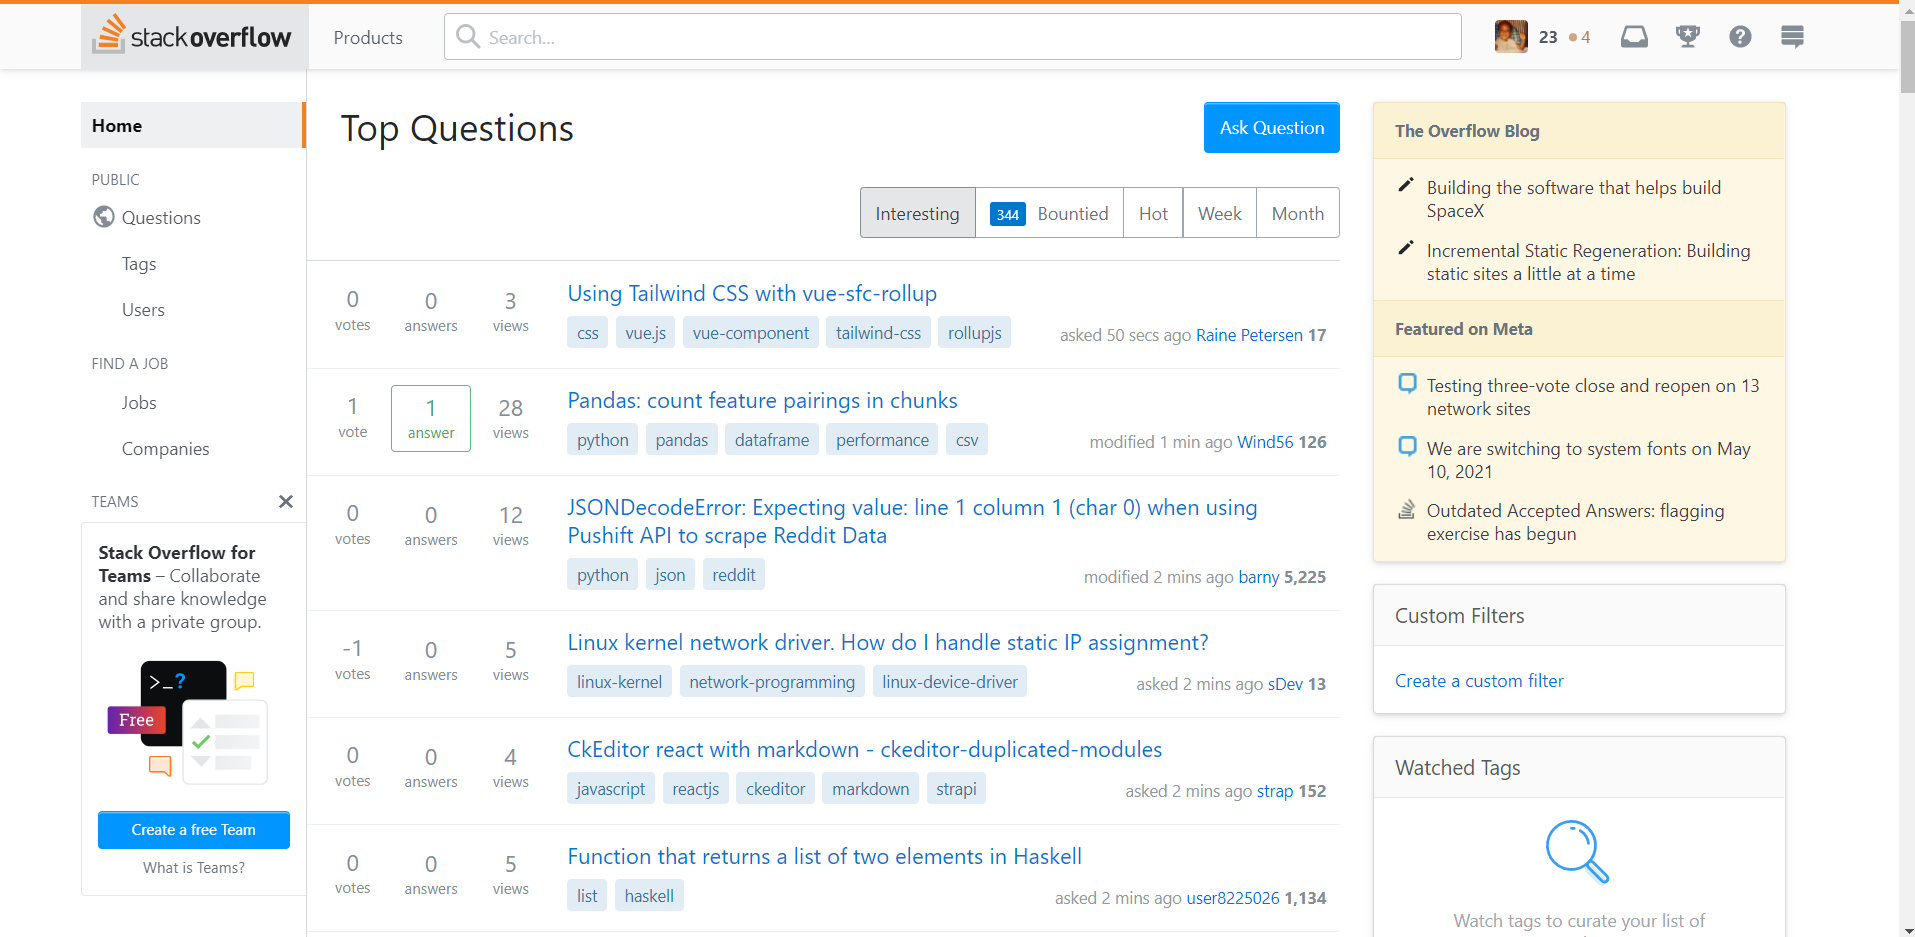 stack overflow
Products
Search...
23
4
Home
PUBLIC
Questions
Tags
Users
FIND A JOB
Jobs
Companies
TEAMS
Stack Overflow for
Teams – Collaborate
and share knowledge
with a private group.
>_?
Free
Create a free Team
What is Teams?
Top Questions
Ask Question
Interesting
344 Bountied
Hot
Week
Month
0 votes
0 answers
3 views
Using Tailwind CSS with vue-sfc-rollup
css vue.js vue-component tailwind-css rollupjs
asked 50 secs ago Raine Petersen 17
1 vote
1 answer
28 views
Pandas: count feature pairings in chunks
python pandas dataframe performance csv
modified 1 min ago Wind56 126
0 votes
0 answers
12 views
JSONDecodeError: Expecting value: line 1 column 1 (char 0) when using
Pushift API to scrape Reddit Data
python json reddit
modified 2 mins ago barny 5,225
-1 votes
0 answers
5 views
Linux kernel network driver. How do I handle static IP assignment?
linux-kernel network-programming linux-device-driver
asked 2 mins ago sDev 13
0 votes
0 answers
4 views
CkEditor react with markdown - ckeditor-duplicated-modules
javascript reactjs ckeditor markdown strapi
asked 2 mins ago strap 152
0 votes
0 answers
5 views
Function that returns a list of two elements in Haskell
list haskell
asked 2 mins ago user8225026 1,134
The Overflow Blog
Building the software that helps build
SpaceX
Incremental Static Regeneration: Building
static sites a little at a time
Featured on Meta
Testing three-vote close and reopen on 13
network sites
We are switching to system fonts on May
10, 2021
Outdated Accepted Answers: flagging
exercise has begun
Custom Filters
Create a custom filter
Watched Tags
Watch tags to curate your list of